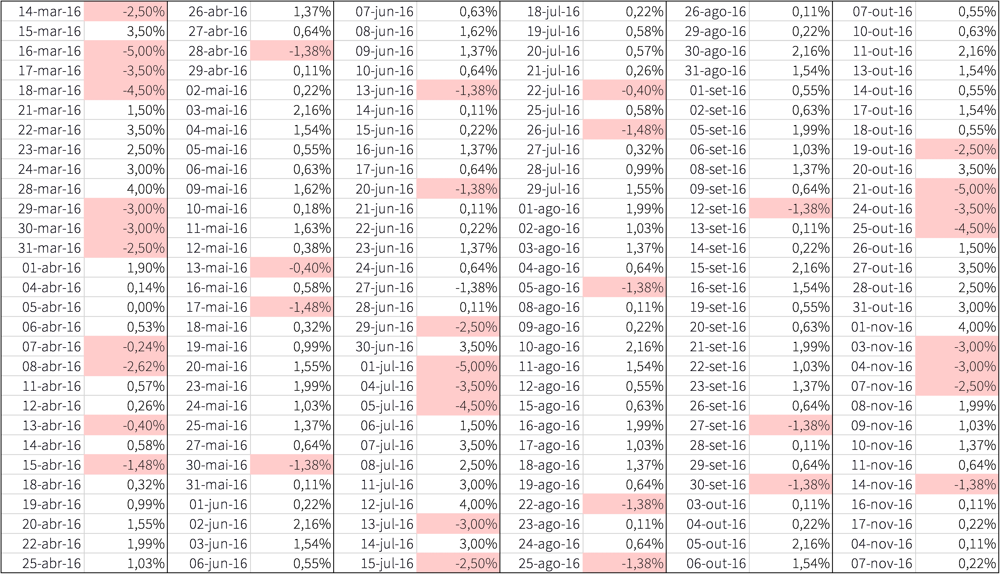 14-mar-16 -2,50% 26-abr-16 1,37% 07-jun-16 0,63% 18-jul-16 0,22% 26-ago-16 0,11% 07-out-16 0,55%
15-mar-16 3,50% 27-abr-16 0,64% 08-jun-16 1,62% 19-jul-16 0,58% 29-ago-16 0,22% 10-out-16 0,63%
16-mar-16 -5,00% 28-abr-16 -1,38% 09-jun-16 1,37% 20-jul-16 0,57% 30-ago-16 2,16% 11-out-16 2,16%
17-mar-16 -3,50% 29-abr-16 0,11% 10-jun-16 0,64% 21-jul-16 0,26% 31-ago-16 1,54% 13-out-16 1,54%
18-mar-16 -4,50% 02-mai-16 0,22% 13-jun-16 -1,38% 22-jul-16 -0,40% 01-set-16 0,55% 14-out-16 0,55%
21-mar-16 1,50% 03-mai-16 2,16% 14-jun-16 0,11% 25-jul-16 0,58% 02-set-16 0,63% 17-out-16 1,54%
22-mar-16 3,50% 04-mai-16 1,54% 15-jun-16 0,22% 26-jul-16 -1,48% 05-set-16 1,99% 18-out-16 0,55%
23-mar-16 2,50% 05-mai-16 0,55% 16-jun-16 1,37% 27-jul-16 0,32% 06-set-16 1,03% 19-out-16 -2,50%
24-mar-16 3,00% 06-mai-16 0,63% 17-jun-16 0,64% 28-jul-16 0,99% 08-set-16 1,37% 20-out-16 3,50%
28-mar-16 4,00% 09-mai-16 1,62% 20-jun-16 -1,38% 29-jul-16 1,55% 09-set-16 0,64% 21-out-16 -5,00%
29-mar-16 -3,00% 10-mai-16 0,18% 21-jun-16 0,11% 01-ago-16 1,99% 12-set-16 -1,38% 24-out-16 -3,50%
30-mar-16 -3,00% 11-mai-16 1,63% 22-jun-16 0,22% 02-ago-16 1,03% 13-set-16 0,11% 25-out-16 -4,50%
31-mar-16 -2,50% 12-mai-16 0,38% 23-jun-16 1,37% 03-ago-16 1,37% 14-set-16 0,22% 26-out-16 1,50%
01-abr-16 1,90% 13-mai-16 -0,40% 24-jun-16 0,64% 04-ago-16 0,64% 15-set-16 2,16% 27-out-16 3,50%
04-abr-16 0,14% 16-mai-16 0,58% 27-jun-16 -1,38% 05-ago-16 -1,38% 16-set-16 1,54% 28-out-16 2,50%
05-abr-16 0,00% 17-mai-16 -1,48% 28-jun-16 0,11% 08-ago-16 0,11% 19-set-16 0,55% 31-out-16 3,00%
06-abr-16 0,53% 18-mai-16 0,32% 29-jun-16 -2,50% 09-ago-16 0,22% 20-set-16 0,63% 01-nov-16 4,00%
07-abr-16 -0,24% 19-mai-16 0,99% 30-jun-16 3,50% 10-ago-16 2,16% 21-set-16 1,99% 03-nov-16 -3,00%
08-abr-16 -2,62% 20-mai-16 1,55% 01-jul-16 -5,00% 11-ago-16 1,54% 22-set-16 1,03% 04-nov-16 -3,00%
11-abr-16 0,57% 23-mai-16 1,99% 04-jul-16 -3,50% 12-ago-16 0,55% 23-set-16 1,37% 07-nov-16 -2,50%
12-abr-16 0,26% 24-mai-16 1,03% 05-jul-16 -4,50% 15-ago-16 0,63% 26-set-16 0,64% 08-nov-16 1,99%
13-abr-16 -0,40% 25-mai-16 1,37% 06-jul-16 1,50% 16-ago-16 1,99% 27-set-16 -1,38% 09-nov-16 1,03%
14-abr-16 0,58% 27-mai-16 0,64% 07-jul-16 3,50% 17-ago-16 1,03% 28-set-16 0,11% 10-nov-16 1,37%
15-abr-16 -1,48% 30-mai-16 -1,38% 08-jul-16 2,50% 18-ago-16 1,37% 29-set-16 0,64% 11-nov-16 0,64%
18-abr-16 0,32% 31-mai-16 0,11% 11-jul-16 3,00% 19-ago-16 0,64% 30-set-16 -1,38% 14-nov-16 -1,38%
19-abr-16 0,99% 01-jun-16 0,22% 12-jul-16 4,00% 22-ago-16 -1,38% 03-out-16 0,11% 16-nov-16 0,11%
20-abr-16 1,55% 02-jun-16 2,16% 13-jul-16 -3,00% 23-ago-16 0,11% 04-out-16 0,22% 17-nov-16 0,22%
22-abr-16 1,99% 03-jun-16 1,54% 14-jul-16 3,00% 24-ago-16 0,64% 05-out-16 2,16% 04-nov-16 0,11%
25-abr-16 1,03% 06-jun-16 0,55% 15-jul-16 -2,50% 25-ago-16 -1,38% 06-out-16 1,54% 07-nov-16 0,22%